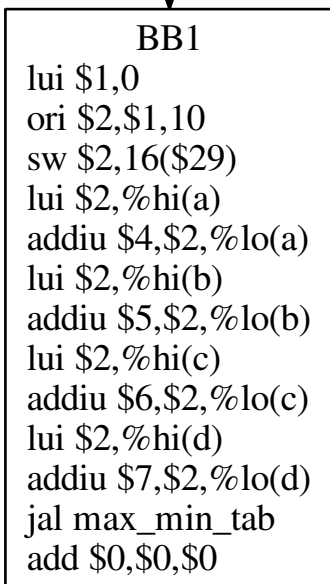 BB1
lui $1,0
ori $2,$1,10
sw $2,16($29)
lui $2,%hi(a)
addiu $4,$2,%lo(a)
lui $2,%hi(b)
addiu $5,$2,%lo(b)
lui $2,%hi(c)
addiu $6,$2,%lo(c)
lui $2,%hi(d)
addiu $7,$2,%lo(d)
jal max_min_tab
add $0,$0,$0